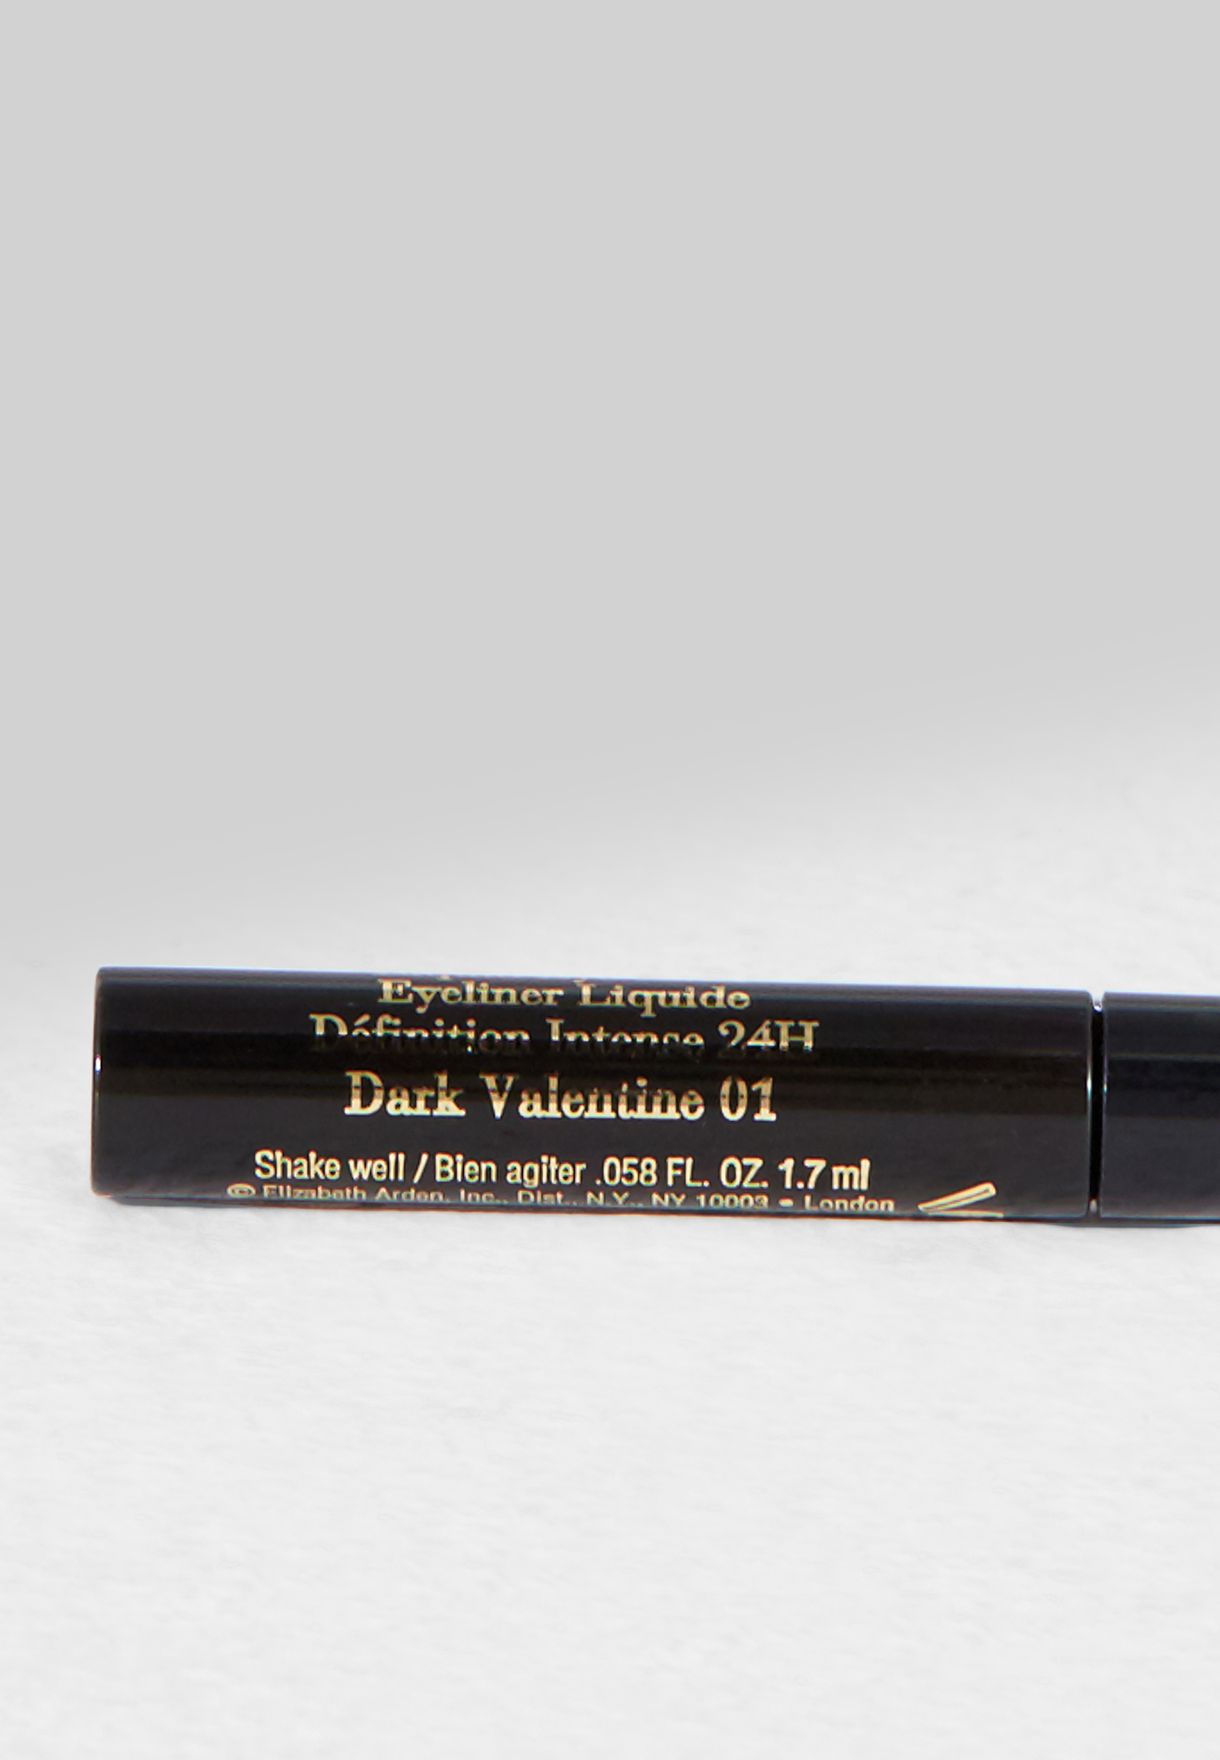 Eyeliner Liquide
Définition Intense 24H
Dark Valentine 01
Shake well / Bien agiter .058 FL. OZ. 1.7 ml
© Elizabeth Arden, Inc., Dist., N.Y., NY 10003 • London